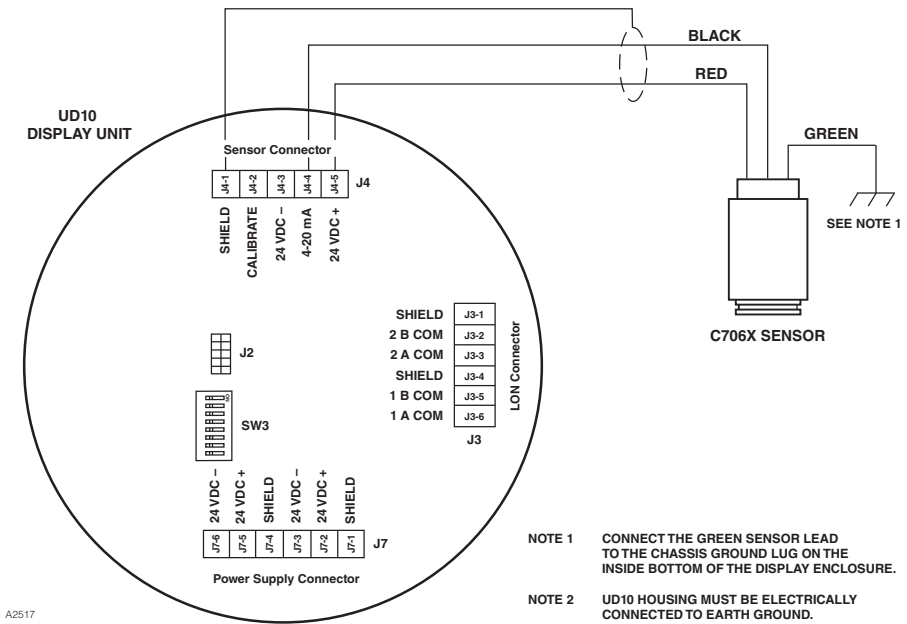 BLACK
RED
UD10
DISPLAY UNIT
GREEN
Sensor Connector
J4-1
J4-2
J4-3
J4-4
J4-5
J4
SHIELD
CALIBRATE
24 VDC –
4-20 mA
24 VDC +
SEE NOTE 1
C706X SENSOR
SHIELD J3-1
2 B COM J3-2
2 A COM J3-3
SHIELD J3-4
1 B COM J3-5
1 A COM J3-6
LON Connector
J3
J2
NO
SW3
24 VDC –
24 VDC +
SHIELD
24 VDC –
24 VDC +
SHIELD
J7-6
J7-5
J7-4
J7-3
J7-2
J7-1
J7
Power Supply Connector
NOTE 1 CONNECT THE GREEN SENSOR LEAD
TO THE CHASSIS GROUND LUG ON THE
INSIDE BOTTOM OF THE DISPLAY ENCLOSURE.
NOTE 2 UD10 HOUSING MUST BE ELECTRICALLY
CONNECTED TO EARTH GROUND.
A2517